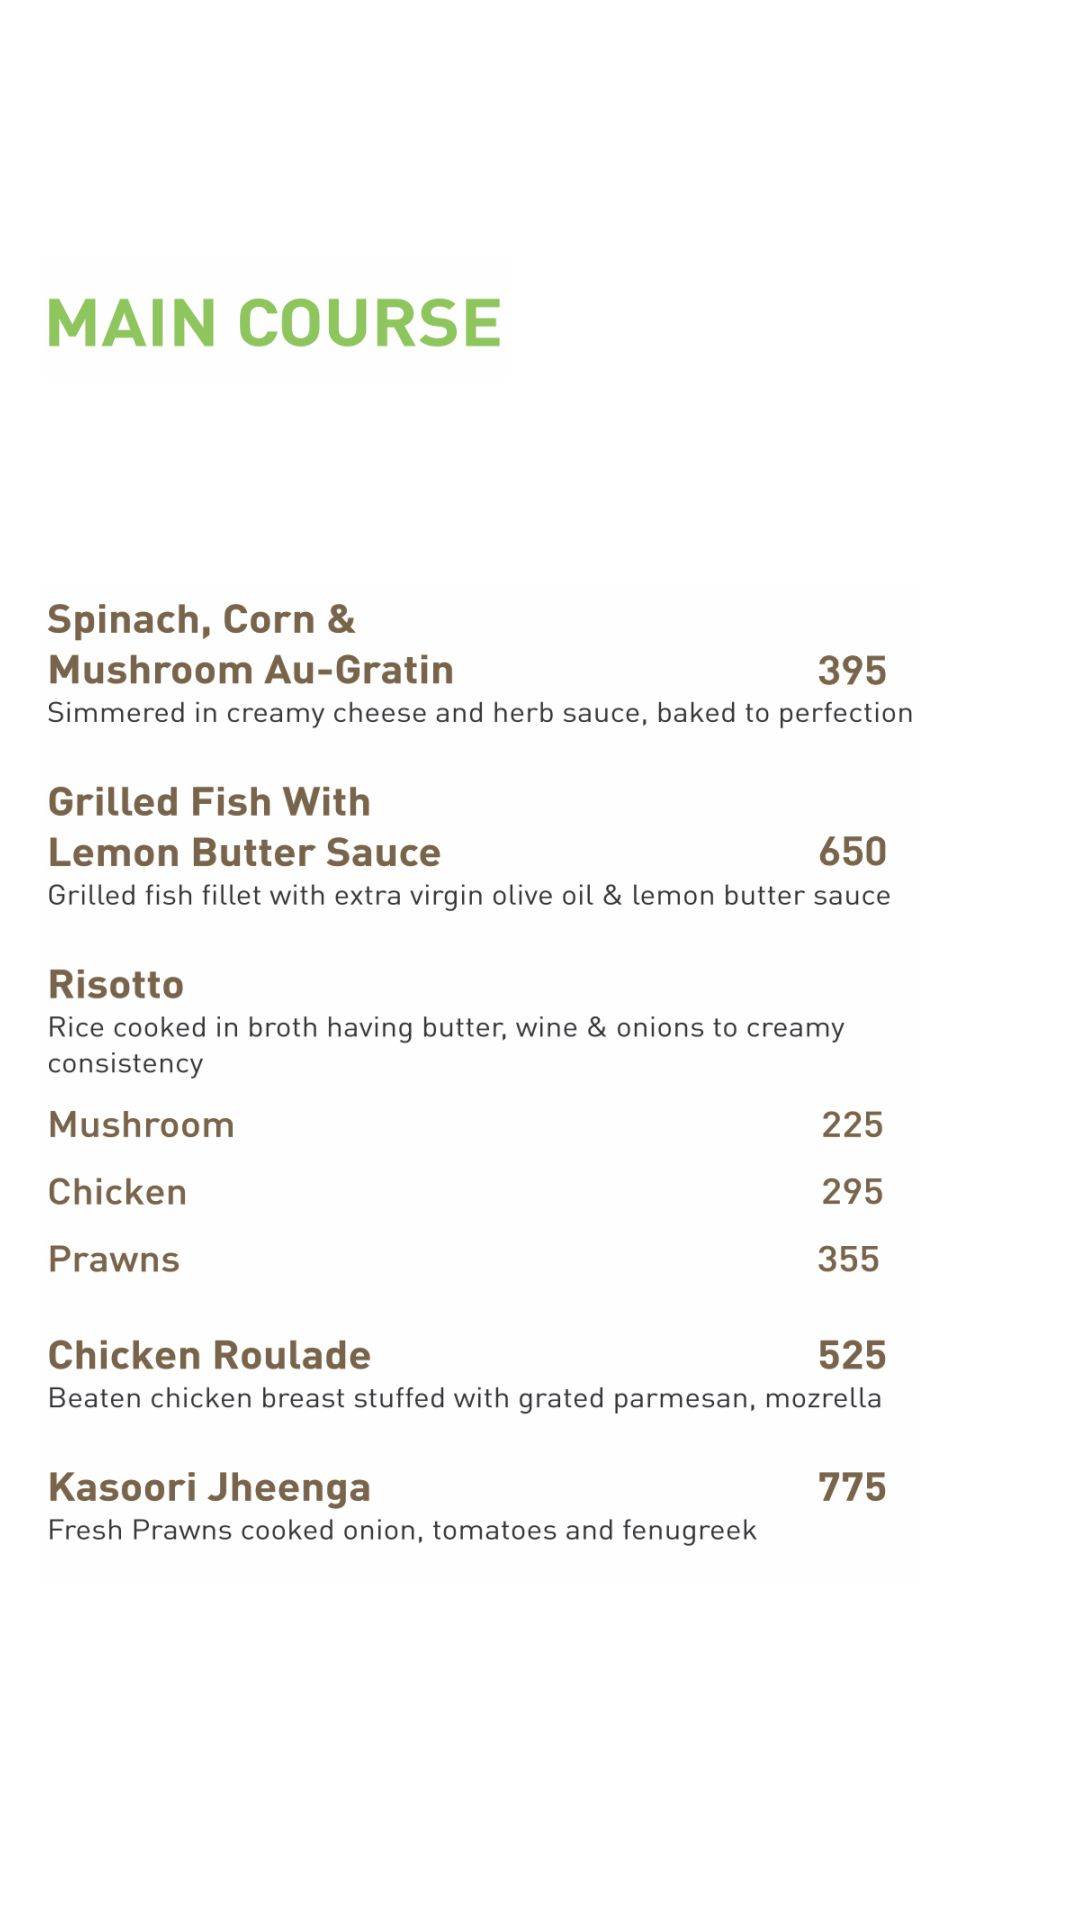 MAIN COURSE
Spinach, Corn &
Mushroom Au-Gratin 395
Simmered in creamy cheese and herb sauce, baked to perfection
Grilled Fish With
Lemon Butter Sauce 650
Grilled fish fillet with extra virgin olive oil & lemon butter sauce
Risotto
Rice cooked in broth having butter, wine & onions to creamy
consistency
Mushroom 225
Chicken 295
Prawns 355
Chicken Roulade 525
Beaten chicken breast stuffed with grated parmesan, mozrella
Kasoori Jheenga 775
Fresh Prawns cooked onion, tomatoes and fenugreek